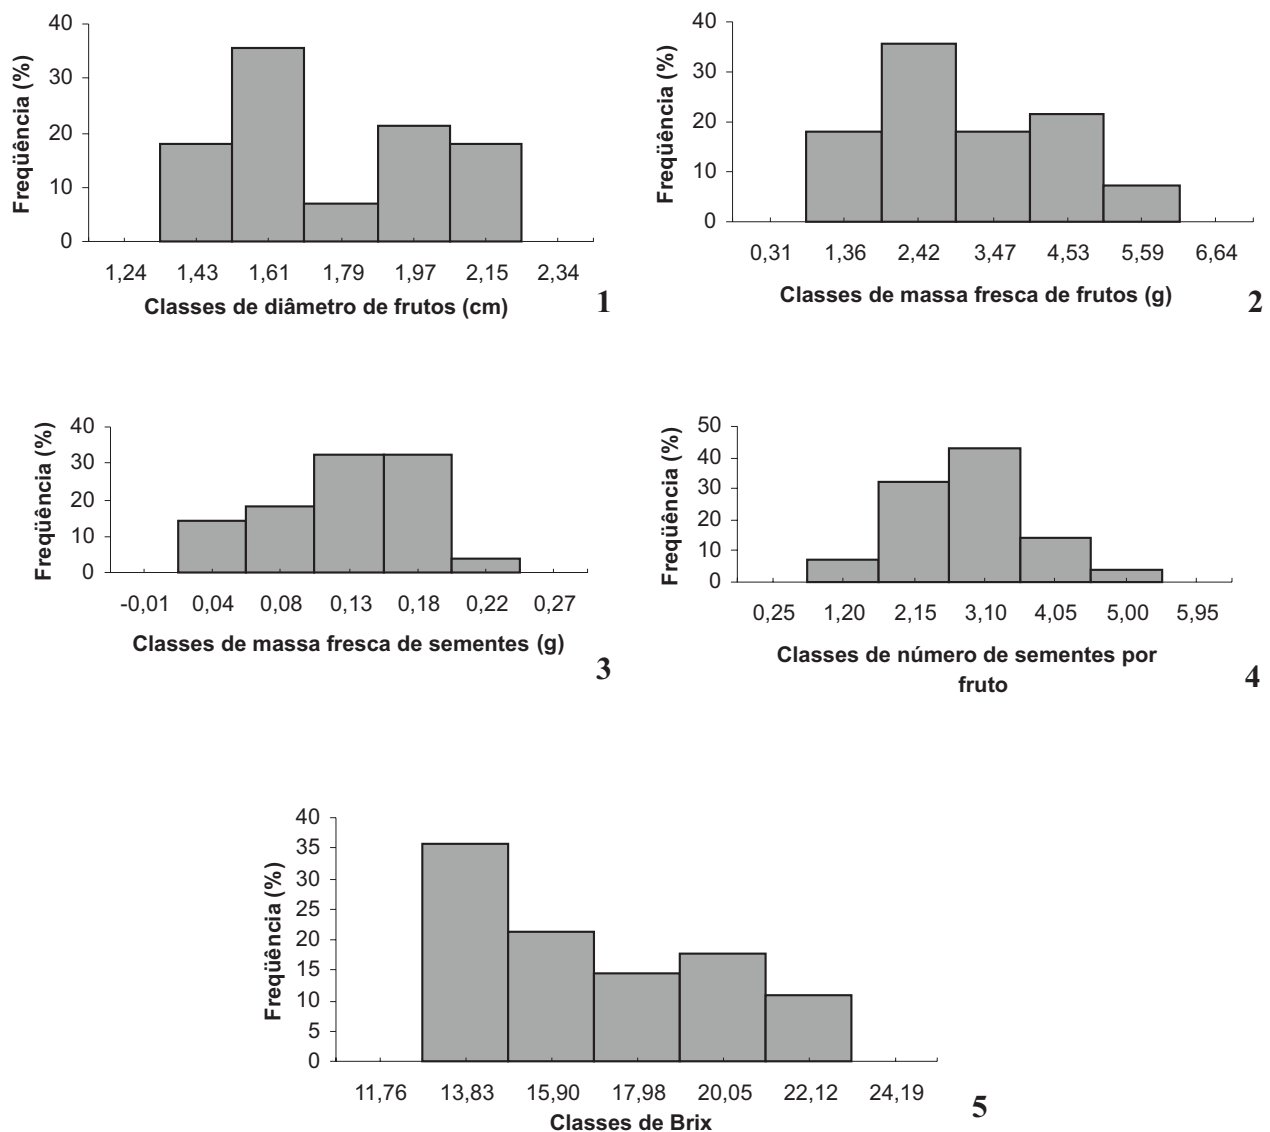 40
30
20
10
0
Freqüência (%)
1,24 1,43 1,61 1,79 1,97 2,15 2,34
Classes de diâmetro de frutos (cm)
1
40
30
20
10
0
Freqüência (%)
0,31 1,36 2,42 3,47 4,53 5,59 6,64
Classes de massa fresca de frutos (g)
2
40
30
20
10
0
Freqüência (%)
-0,01 0,04 0,08 0,13 0,18 0,22 0,27
Classes de massa fresca de sementes (g)
3
50
40
30
20
10
0
Freqüência (%)
0,25 1,20 2,15 3,10 4,05 5,00 5,95
Classes de número de sementes por
fruto
4
40
35
30
25
20
15
10
5
0
Freqüência (%)
11,76 13,83 15,90 17,98 20,05 22,12 24,19
Classes de Brix
5